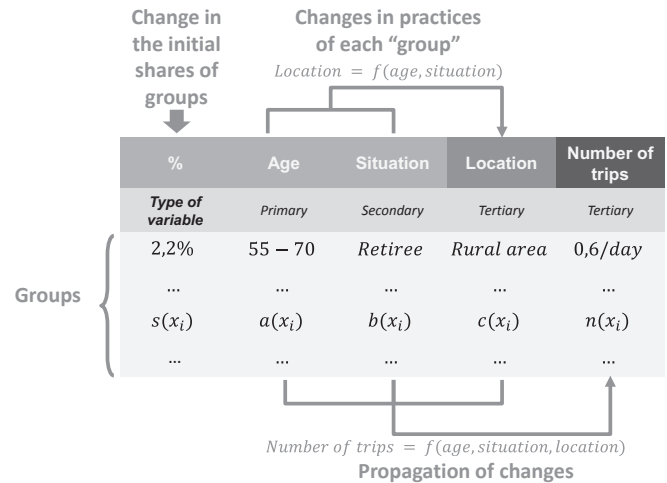 Change in
the initial
shares of
groups
Changes in practices
of each “group”
Location = f(age, situation)
% Age Situation Location Number of trips
Type of variable Primary Secondary Tertiary Tertiary
Groups
2,2% 55 – 70 Retiree Rural area 0,6/day
... ... ... ... ...
s(xᵢ) a(xᵢ) b(xᵢ) c(xᵢ) n(xᵢ)
... ... ... ... ...
Number of trips = f(age, situation, location)
Propagation of changes